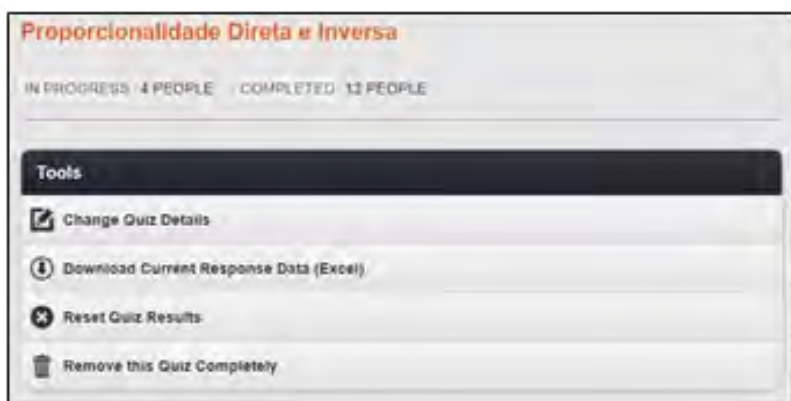 Proporcionalidade Direta e Inversa
IN PROGRESS 4 PEOPLE COMPLETED 13 PEOPLE
Tools
Change Quiz Details
Download Current Response Data (Excel)
Reset Quiz Results
Remove this Quiz Completely